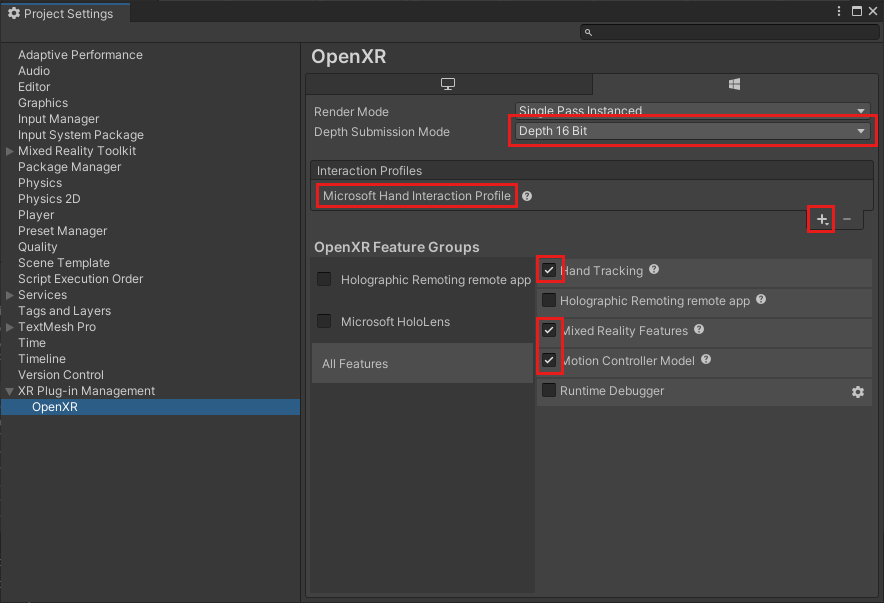 Project Settings
Adaptive Performance
Audio
Editor
Graphics
Input Manager
Input System Package
Mixed Reality Toolkit
Package Manager
Physics
Physics 2D
Player
Preset Manager
Quality
Scene Template
Script Execution Order
Services
Tags and Layers
TextMesh Pro
Time
Timeline
Version Control
XR Plug-in Management
OpenXR
OpenXR
Render Mode Single Pass Instanced
Depth Submission Mode Depth 16 Bit
Interaction Profiles
Microsoft Hand Interaction Profile
OpenXR Feature Groups
Holographic Remoting remote app
Microsoft HoloLens
All Features
Hand Tracking
Holographic Remoting remote app
Mixed Reality Features
Motion Controller Model
Runtime Debugger